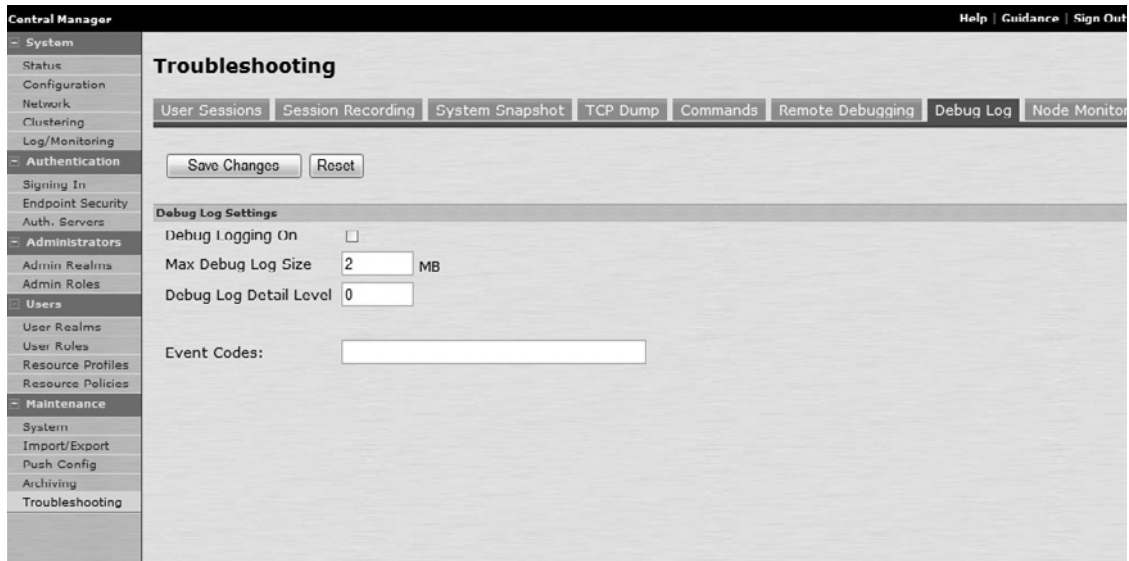 Central Manager
Help | Guidance | Sign Out
System
Status
Configuration
Network
Clustering
Log/Monitoring
Authentication
Signing In
Endpoint Security
Auth. Servers
Administrators
Admin Realms
Admin Roles
Users
User Realms
User Roles
Resource Profiles
Resource Policies
Maintenance
System
Import/Export
Push Config
Archiving
Troubleshooting
Troubleshooting
User Sessions Session Recording System Snapshot TCP Dump Commands Remote Debugging Debug Log Node Monitor
Save Changes Reset
Debug Log Settings
Debug Logging On
Max Debug Log Size 2 MB
Debug Log Detail Level 0
Event Codes: